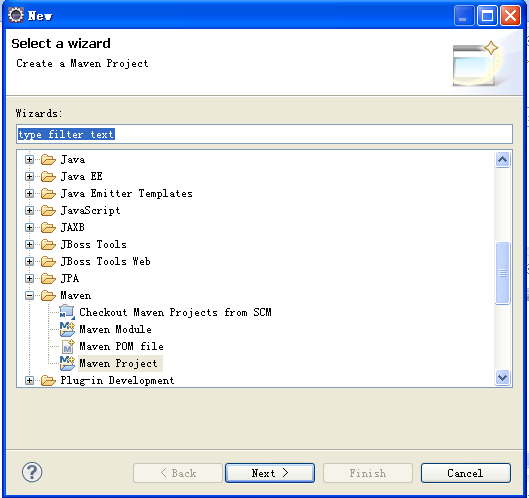 New
Select a wizard
Create a Maven Project
Wizards:
type filter text
Java
Java EE
Java Emitter Templates
JavaScript
JAXB
JBoss Tools
JBoss Tools Web
JPA
Maven
Checkout Maven Projects from SCM
Maven Module
Maven POM file
Maven Project
Plug-in Development
< Back
Next >
Finish
Cancel